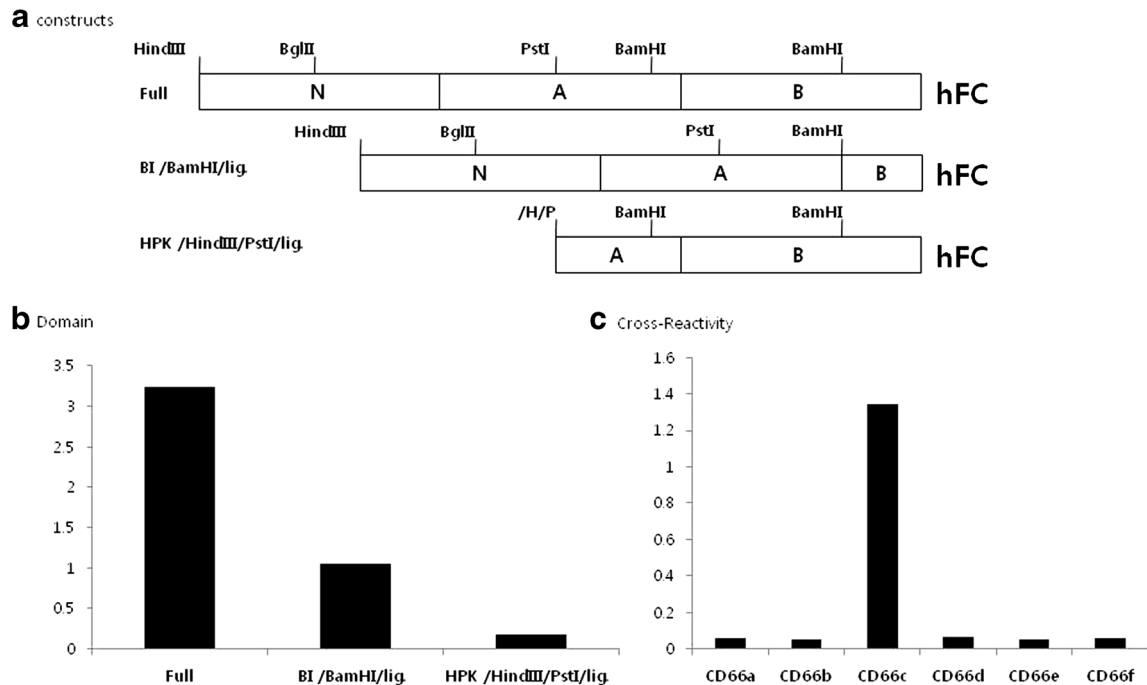 a constructs
HindIII BglII PstI BamHI BamHI
Full N A B hFC
HindIII BglII PstI BamHI
BI /BamHI/lig. N A B hFC
/H/P BamHI BamHI
HPK /HindIII/PstI/lig. A B hFC
b Domain
3.5
3
2.5
2
1.5
1
0.5
0
Full BI /BamHI/lig. HPK /HindIII/PstI/lig.
c Cross-Reactivity
1.6
1.4
1.2
1
0.8
0.6
0.4
0.2
0
CD66a CD66b CD66c CD66d CD66e CD66f